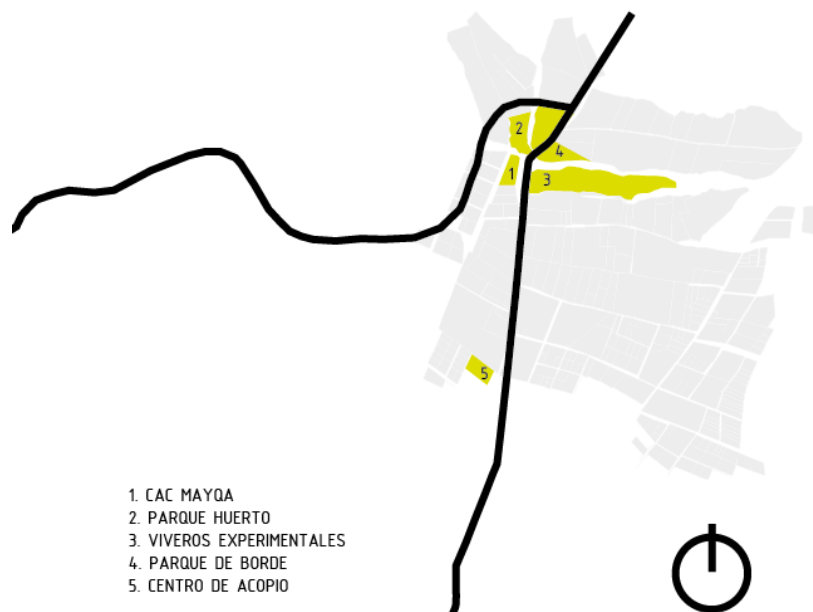 2
4
1
3
5
1. CAC MAYQA
2. PARQUE HUERTO
3. VIVEROS EXPERIMENTALES
4. PARQUE DE BORDE
5. CENTRO DE ACOPIO